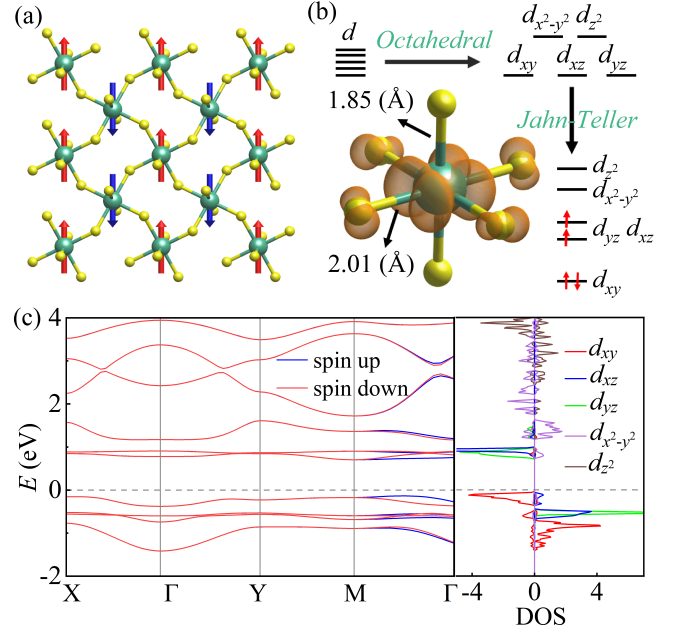 (a)
(b)
d
Octahedral
d_{x²-y²} d_{z²}
d_{xy} d_{xz} d_{yz}
1.85 (Å)
Jahn-Teller
d_{z²}
d_{x²-y²}
d_{yz} d_{xz}
2.01 (Å)
d_{xy}
(c)
4
2
0
-2
E (eV)
spin up
spin down
X Γ Y M Γ
d_{xy}
d_{xz}
d_{yz}
d_{x²-y²}
d_{z²}
-4 0 4
DOS